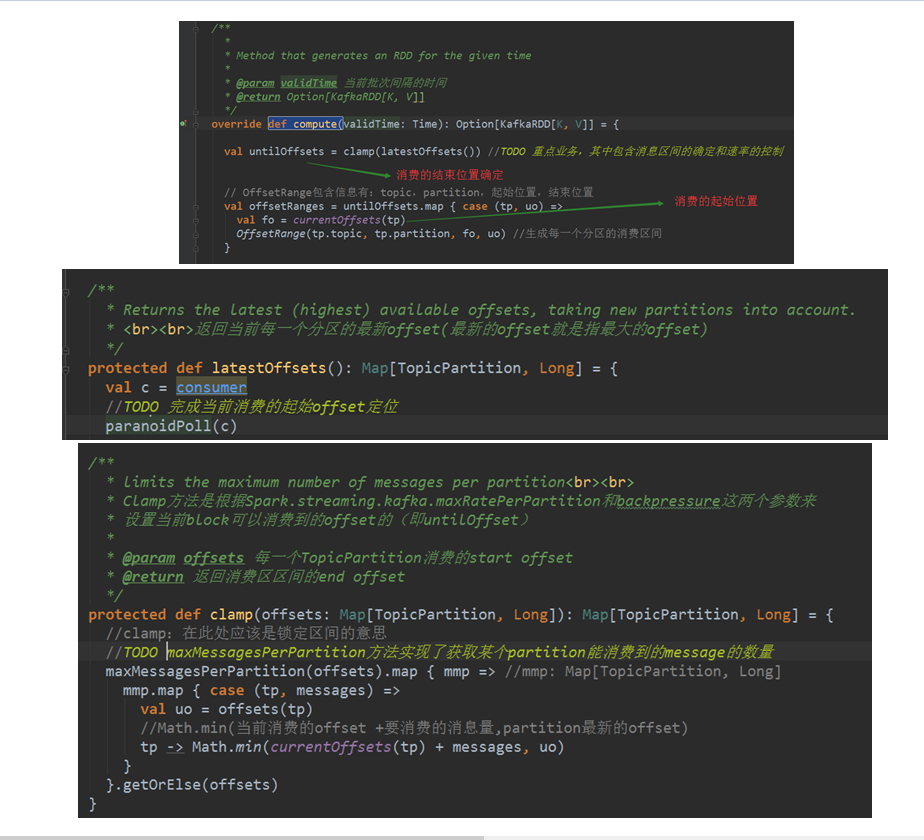 /**
*
* Method that generates an RDD for the given time
*
* @param validTime 当前批次间隔的时间
* @return Option[KafkaRDD[K, V]]
*/
override def compute(validTime: Time): Option[KafkaRDD[K, V]] = {
val untilOffsets = clamp(latestOffsets()) //TODO 重点业务，其中包含消息区间的确定和速率的控制
消费的结束位置确定
// OffsetRange包含信息有: topic，partition，起始位置，结束位置
消费的起始位置
val offsetRanges = untilOffsets.map { case (tp, uo) =>
val fo = currentOffsets(tp)
OffsetRange(tp.topic, tp.partition, fo, uo) //生成每一个分区的消费区间
}
/**
* Returns the latest (highest) available offsets, taking new partitions into account.
* <br><br>返回当前每一个分区的最新offset(最新的offset就是指最大的offset)
*/
protected def latestOffsets(): Map[TopicPartition, Long] = {
val c = consumer
//TODO 完成当前消费的起始offset定位
paranoidPoll(c)
/**
* limits the maximum number of messages per partition<br><br>
* Clamp方法是根据Spark.streaming.kafka.maxRatePerPartition和backpressure这两个参数来
* 设置当前block可以消费到的offset的（即untilOffset）
*
* @param offsets 每一个TopicPartition消费的start offset
* @return 返回消费区区间的end offset
*/
protected def clamp(offsets: Map[TopicPartition, Long]): Map[TopicPartition, Long] = {
//clamp：在此处应该是锁定区间的意思
//TODO maxMessagesPerPartition方法实现了获取某个partition能消费到的message的数量
maxMessagesPerPartition(offsets).map { mmp => //mmp: Map[TopicPartition, Long]
mmp.map { case (tp, messages) =>
val uo = offsets(tp)
//Math.min(当前消费的offset +要消费的消息量,partition最新的offset)
tp -> Math.min(currentOffsets(tp) + messages, uo)
}
}.getOrElse(offsets)
}